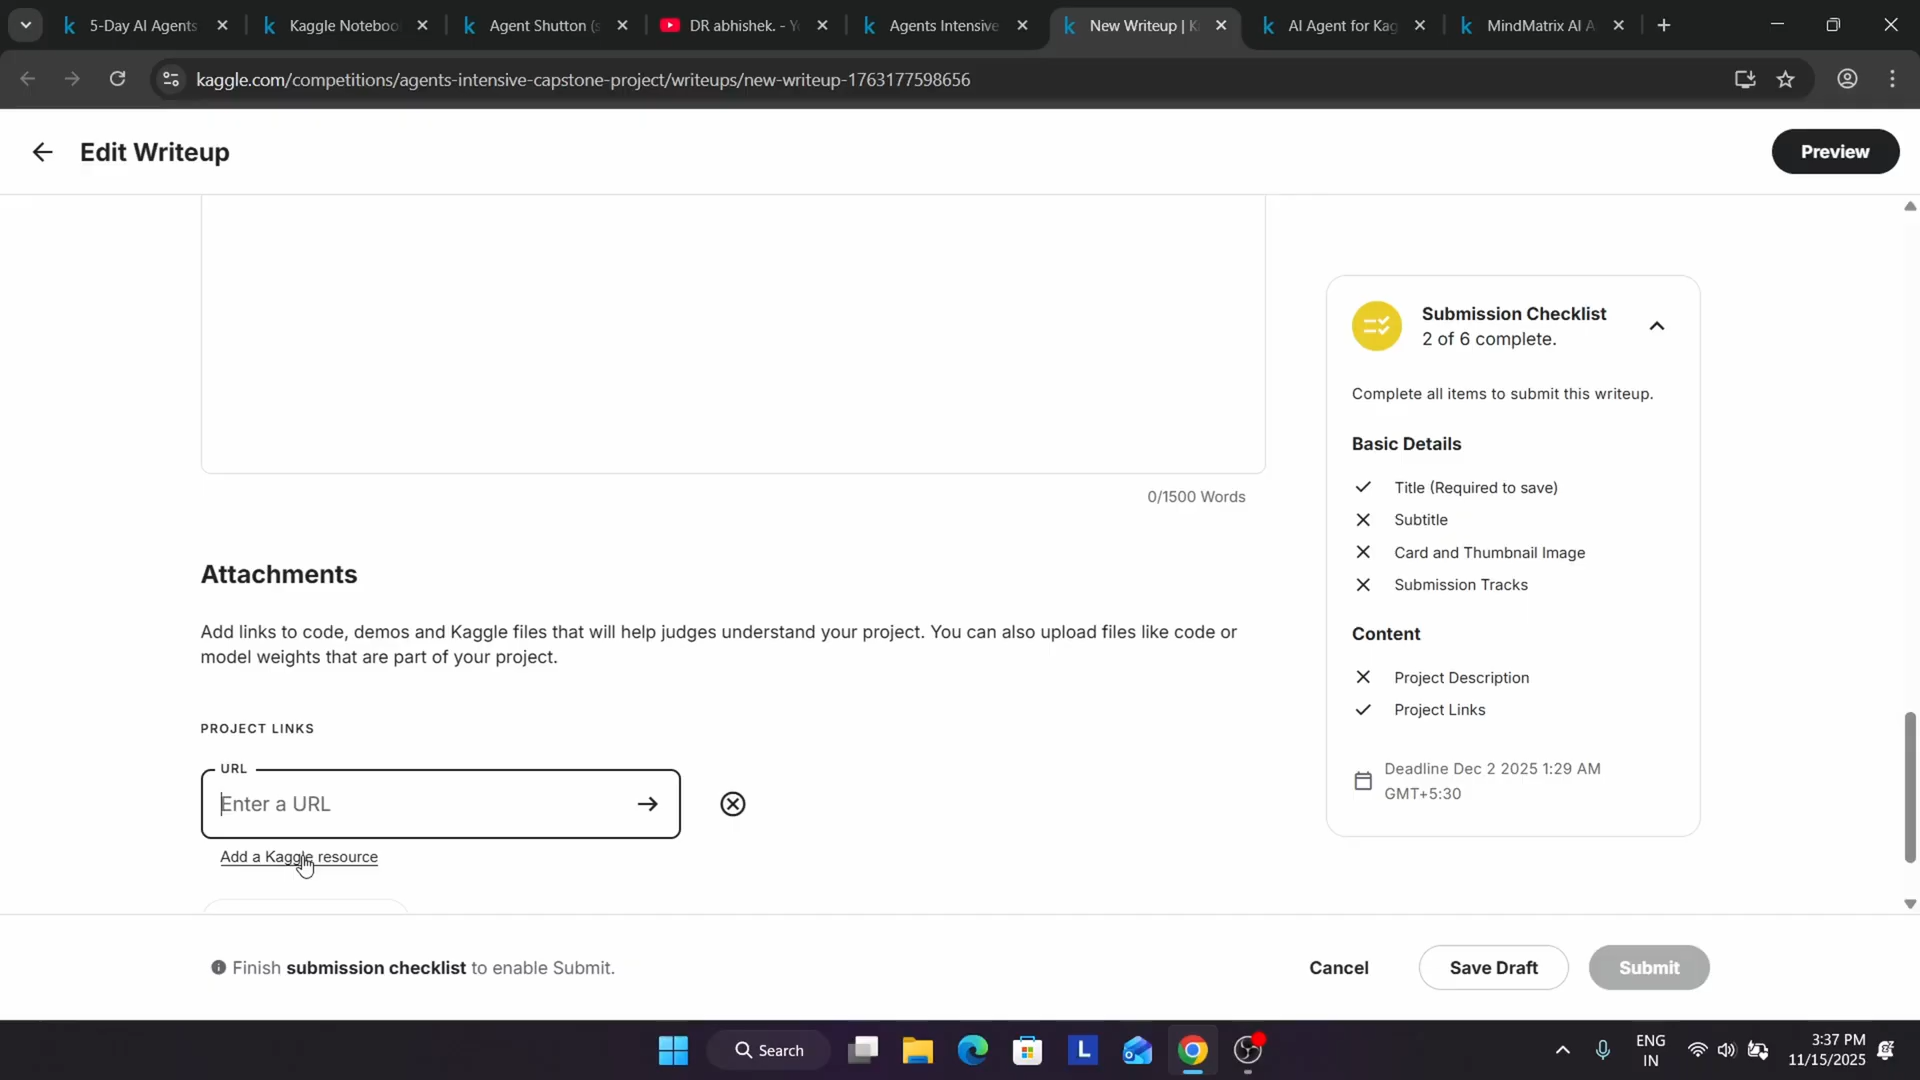 5-Day AI Agents
Kaggle Noteboo
Agent Shutton (s
DR abhishek. - Y
Agents Intensive
New Writeup | K
AI Agent for Kag
MindMatrix AI A
kaggle.com/competitions/agents-intensive-capstone-project/writeups/new-writeup-1763177598656
Edit Writeup
Preview
0/1500 Words
Attachments
Add links to code, demos and Kaggle files that will help judges understand your project. You can also upload files like code or
model weights that are part of your project.
PROJECT LINKS
URL
Enter a URL
Add a Kaggle resource
Submission Checklist
2 of 6 complete.
Complete all items to submit this writeup.
Basic Details
Title (Required to save)
Subtitle
Card and Thumbnail Image
Submission Tracks
Content
Project Description
Project Links
Deadline Dec 2 2025 1:29 AM
GMT+5:30
Finish submission checklist to enable Submit.
Cancel
Save Draft
Submit
Search
L
ENG
IN
3:37 PM
11/15/2025